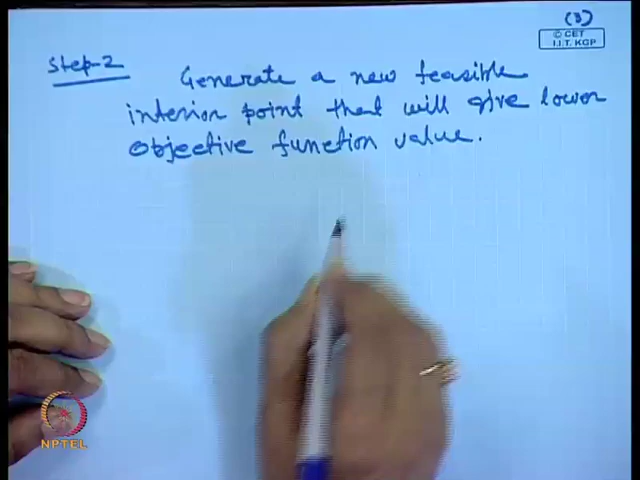 (3)
© CET
I.I.T. KGP
Step-2
Generate a new feasible
interior point that will give lower
objective function value.
NPTEL